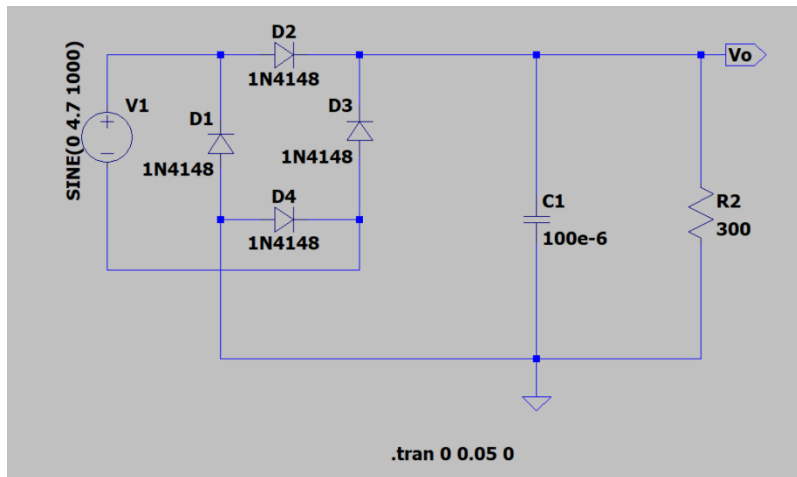 D2
1N4148
Vo
SINE(0 4.7 1000)
V1
D1
1N4148
D3
1N4148
D4
1N4148
C1
100e-6
R2
300
.tran 0 0.05 0